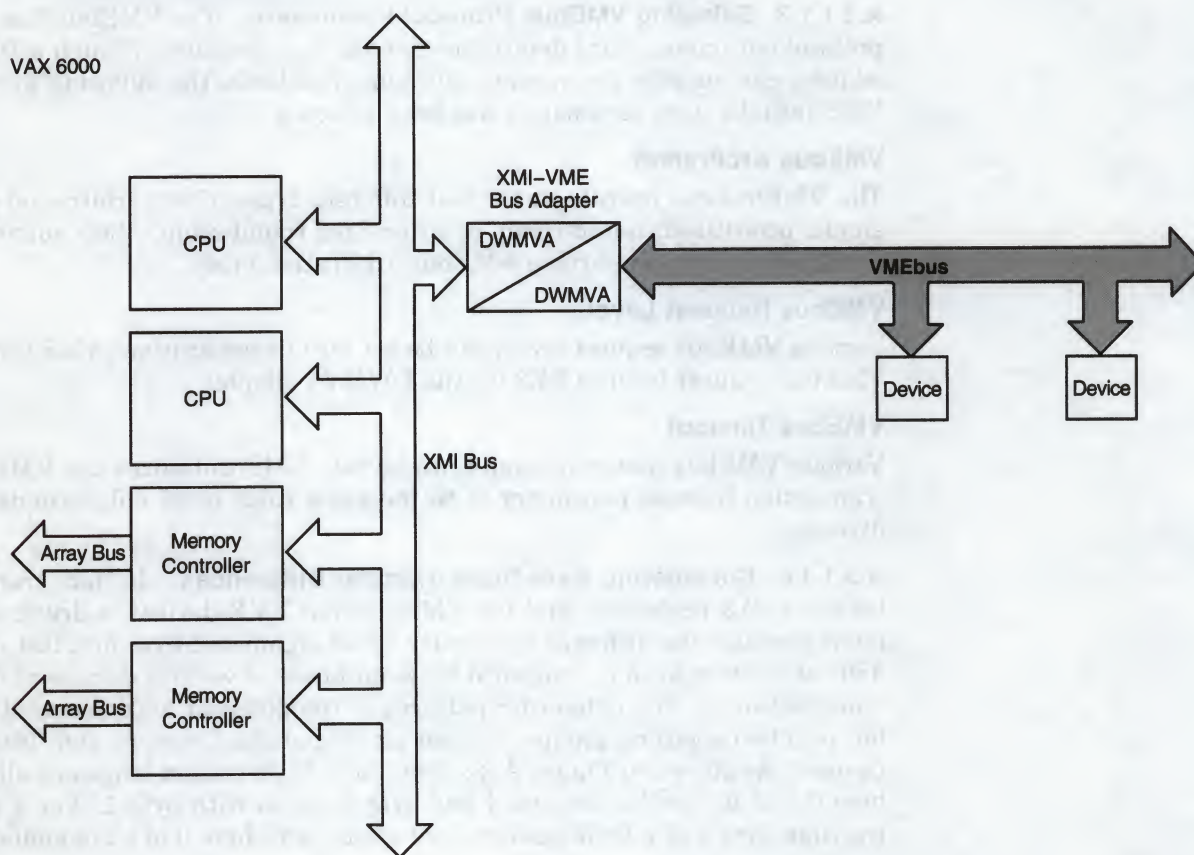 VAX 6000
XMI–VME
Bus Adapter
CPU
DWMVA
DWMVA
VMEbus
CPU
Device
Device
XMI Bus
Memory
Controller
Array Bus
Memory
Controller
Array Bus